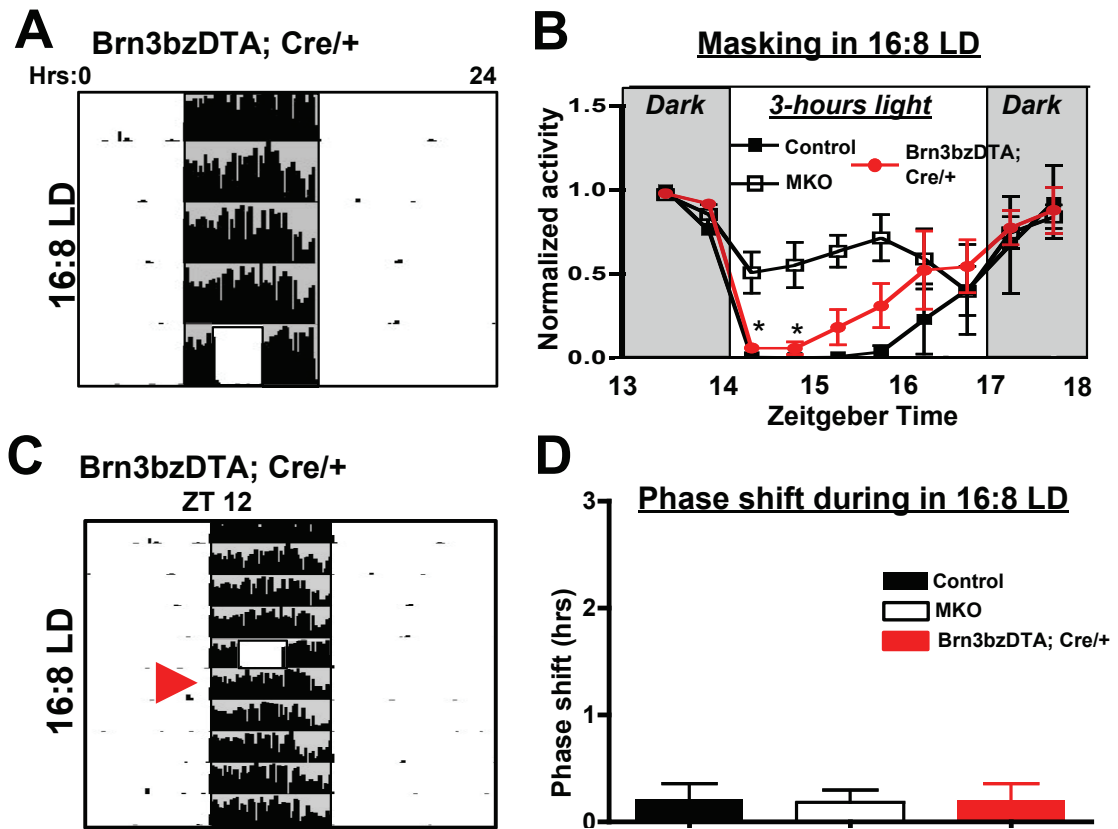 A
Brn3bzDTA; Cre/+
Hrs:0
24
16:8 LD
B
Masking in 16:8 LD
Dark
3-hours light
Dark
Control
MKO
Brn3bzDTA;
Cre/+
*
*
Normalized activity
1.5
1.0
0.5
0.0
13
14
15
16
17
18
Zeitgeber Time
C
Brn3bzDTA; Cre/+
ZT 12
16:8 LD
D
Phase shift during in 16:8 LD
Control
MKO
Brn3bzDTA; Cre/+
Phase shift (hrs)
3
2
1
0